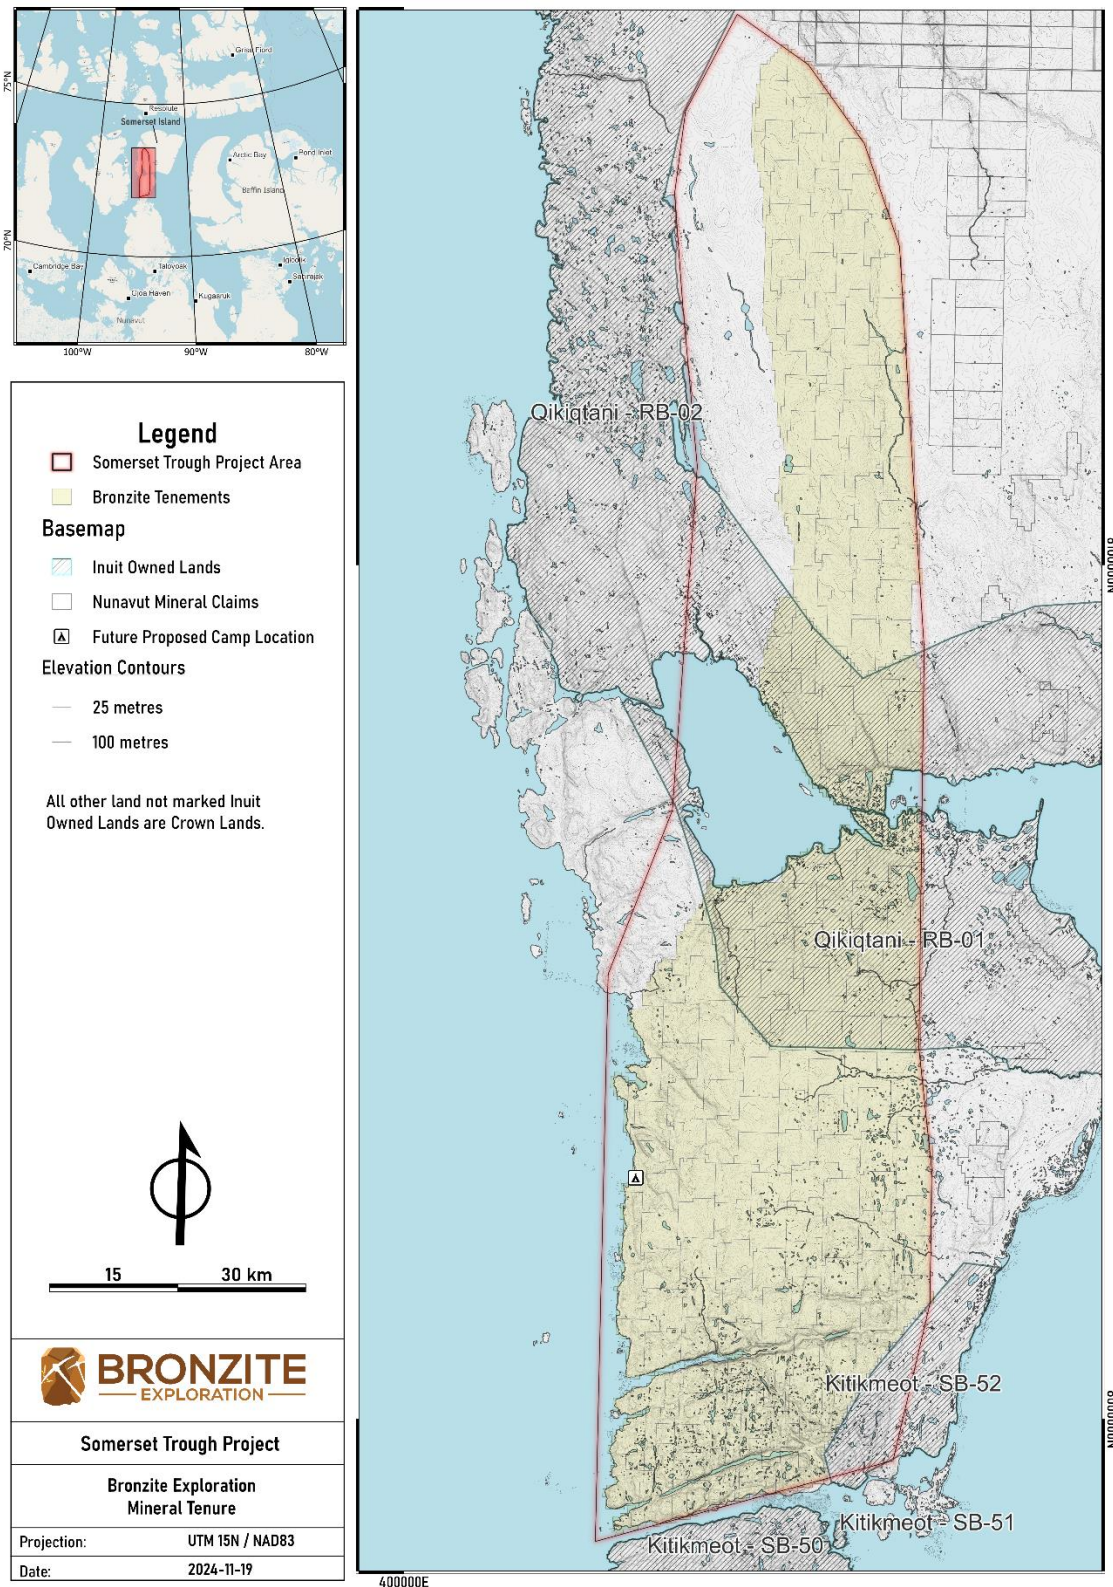 75°N
70°N
Grise Fiord
Resolute
Somerset Island
Arctic Bay
Pond Inlet
Baffin Island
Igloolik
Sanirajak
Cambridge Bay
Taloyoak
Gjoa Haven
Kugaaruk
Nunavut
100°W
90°W
80°W
Legend
Somerset Trough Project Area
Bronzite Tenements
Basemap
Inuit Owned Lands
Nunavut Mineral Claims
Future Proposed Camp Location
Elevation Contours
25 metres
100 metres
All other land not marked Inuit
Owned Lands are Crown Lands.
15 30 km
BRONZITE
EXPLORATION
Somerset Trough Project
Bronzite Exploration
Mineral Tenure
Projection: UTM 15N / NAD83
Date: 2024-11-19
Qikiqtani - RB-02
Qikiqtani - RB-01
Kitikmeot - SB-52
Kitikmeot - SB-51
Kitikmeot - SB-50
8100000N
8000000N
400000E